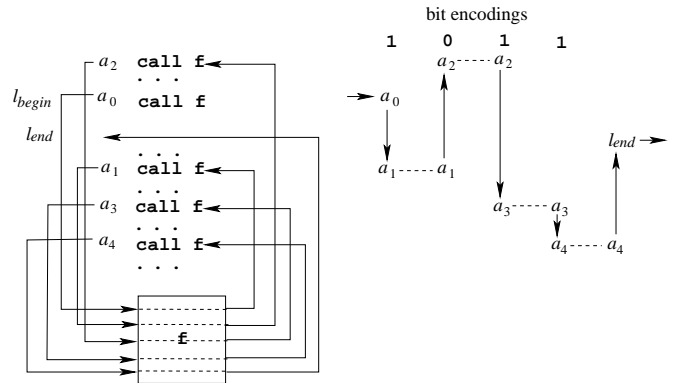 a2 call f
. . .
lbegin a0 call f
lend
. . .
a1 call f
. . .
a3 call f
. . .
a4 call f
. . .
f
bit encodings
1 0 1 1
a2 a2
a0
lend
a1 a1
a3 a3
a4 a4